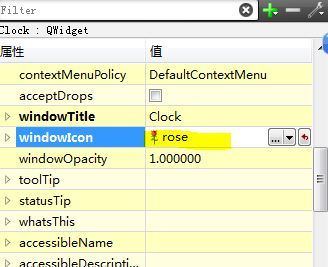 Filter
Clock : QWidget
属性 值
contextMenuPolicy DefaultContextMenu
acceptDrops
windowTitle Clock
windowIcon rose ...
windowOpacity 1.000000
toolTip
statusTip
whatsThis
accessibleName
accessibleDescripti...